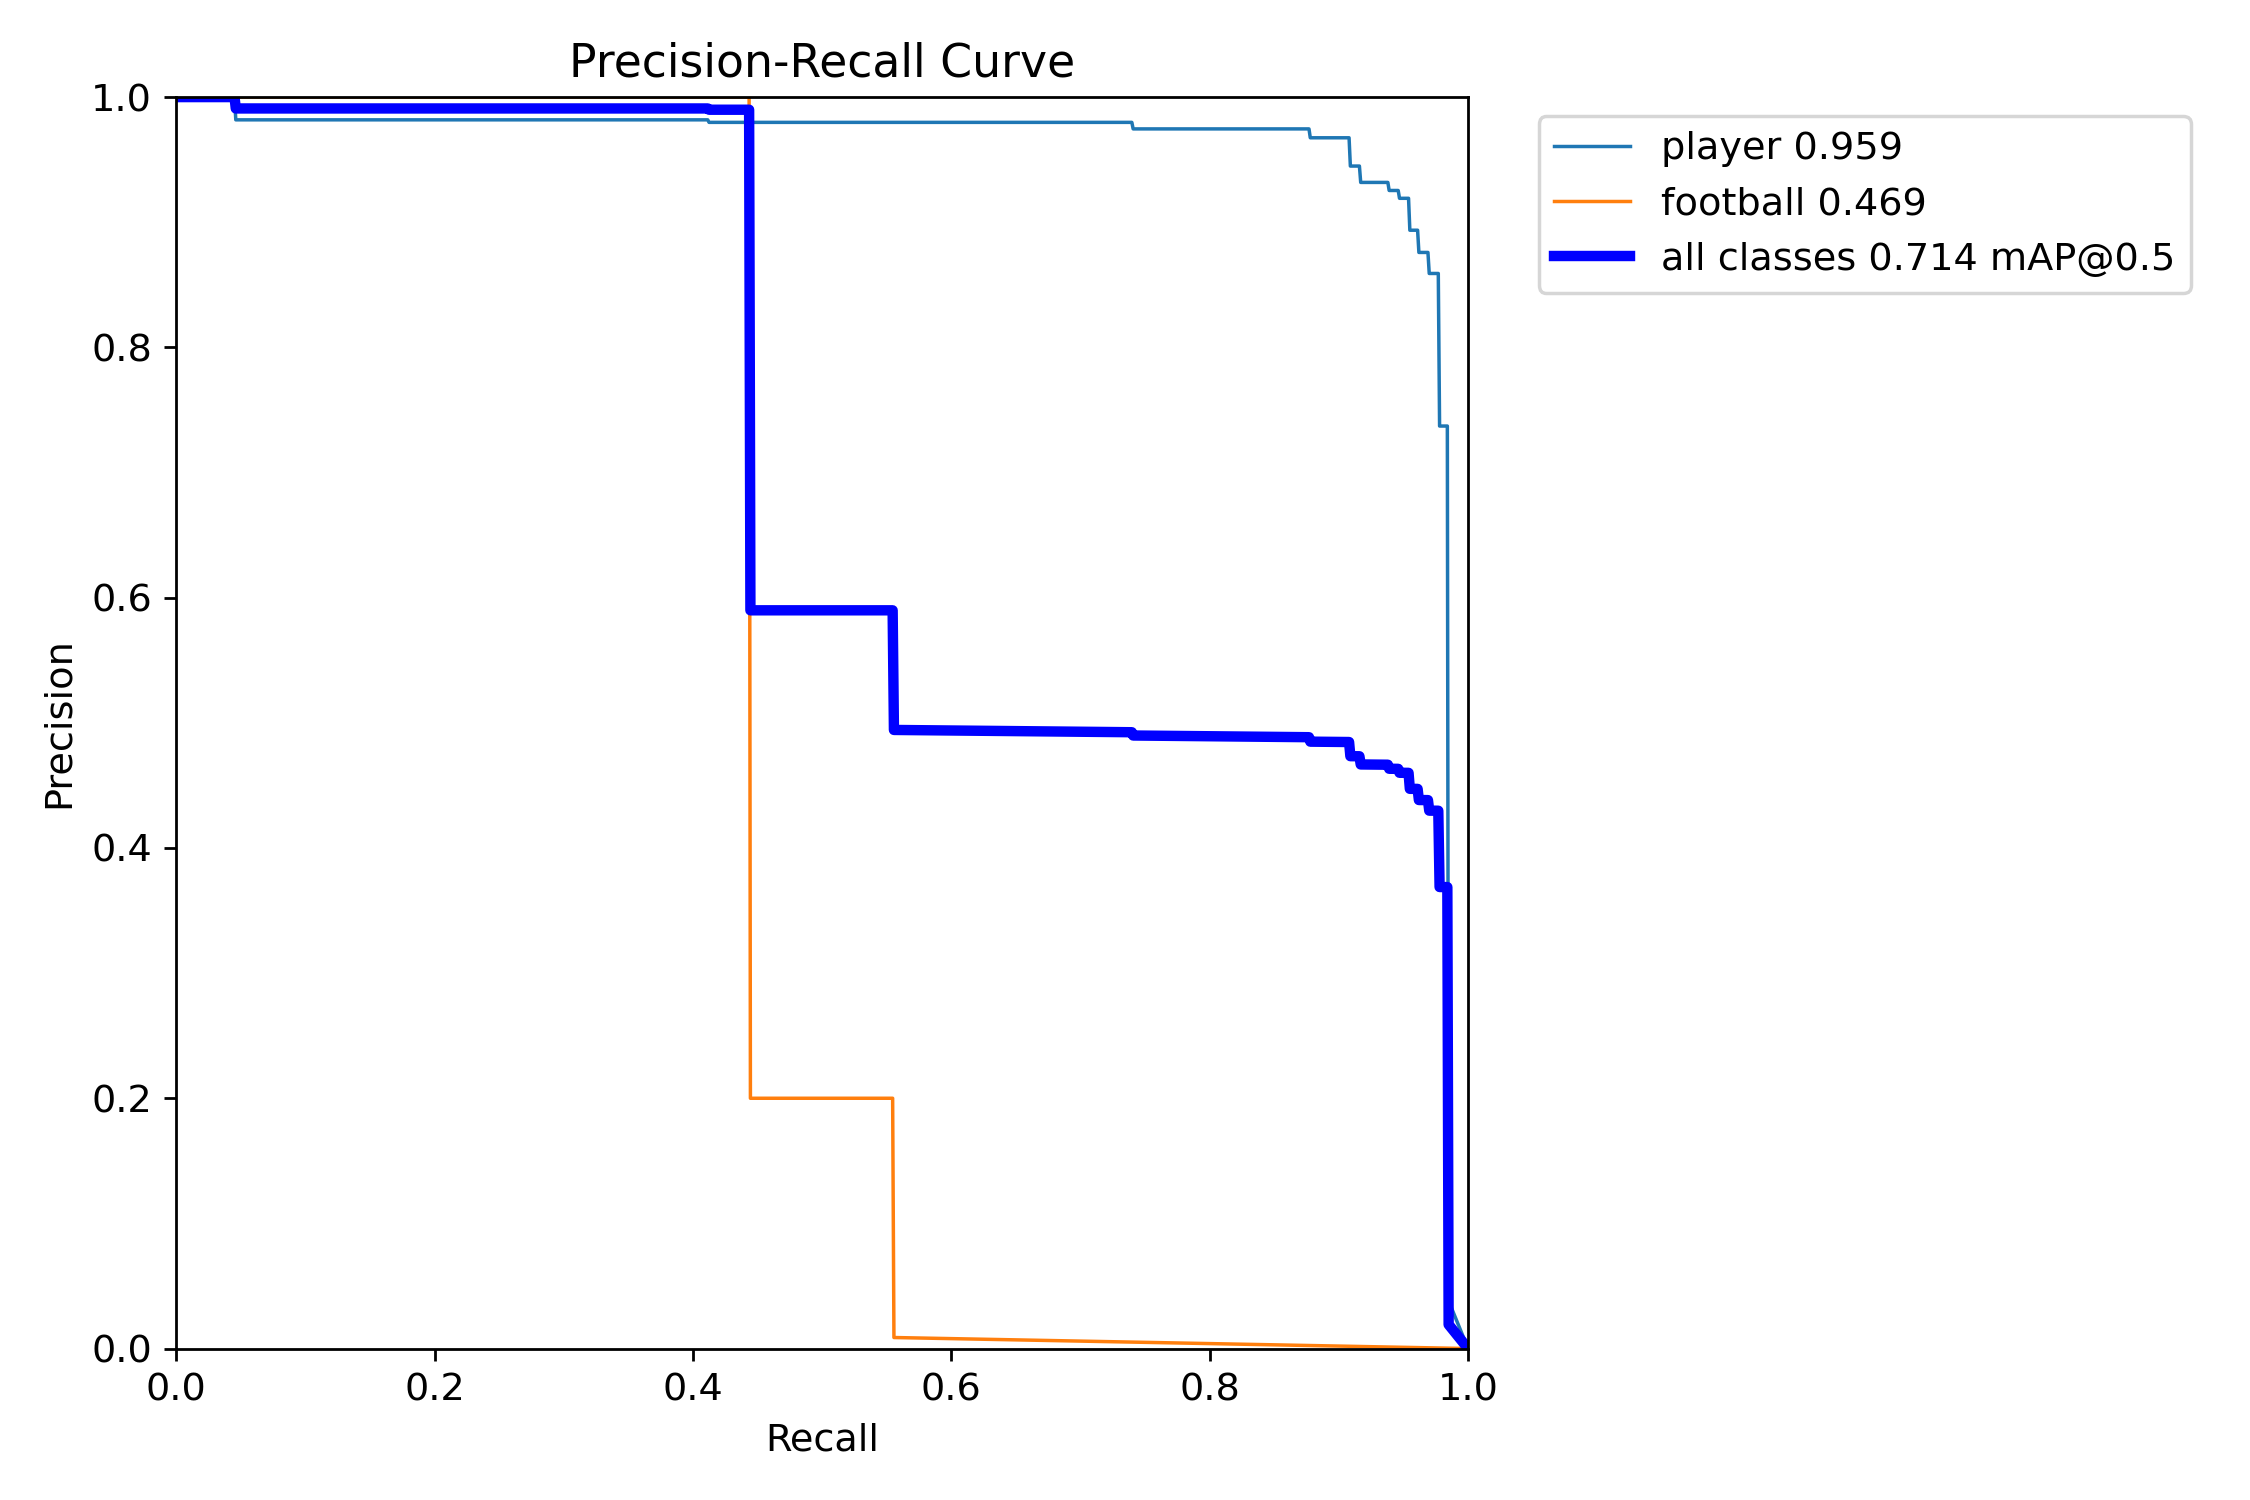 Precision-Recall Curve
player 0.959
football 0.469
all classes 0.714 mAP@0.5
Precision
1.0
0.8
0.6
0.4
0.2
0.0
0.0 0.2 0.4 0.6 0.8 1.0
Recall